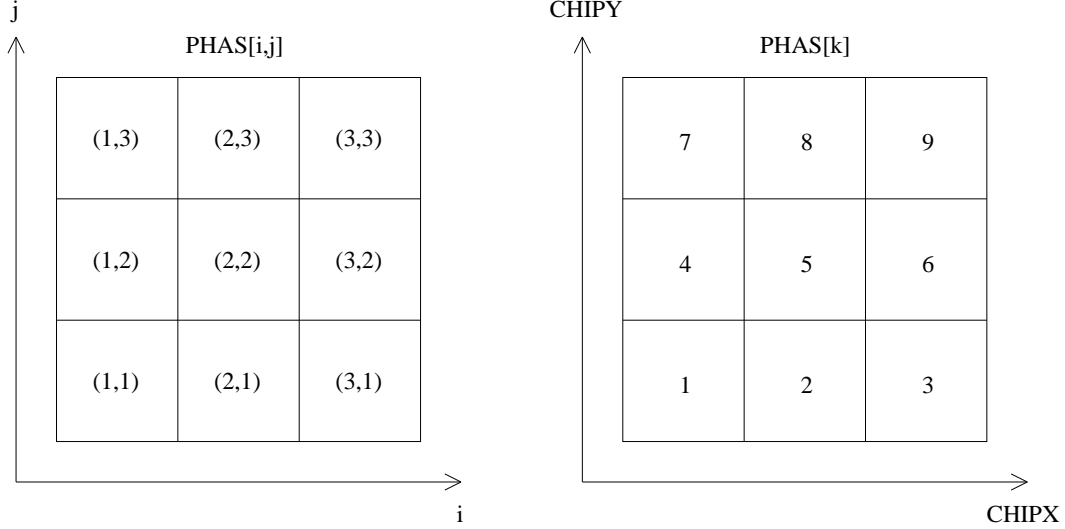 j
CHIPY
PHAS[i,j]
PHAS[k]
(1,3) (2,3) (3,3)
7 8 9
(1,2) (2,2) (3,2)
4 5 6
(1,1) (2,1) (3,1)
1 2 3
i
CHIPX